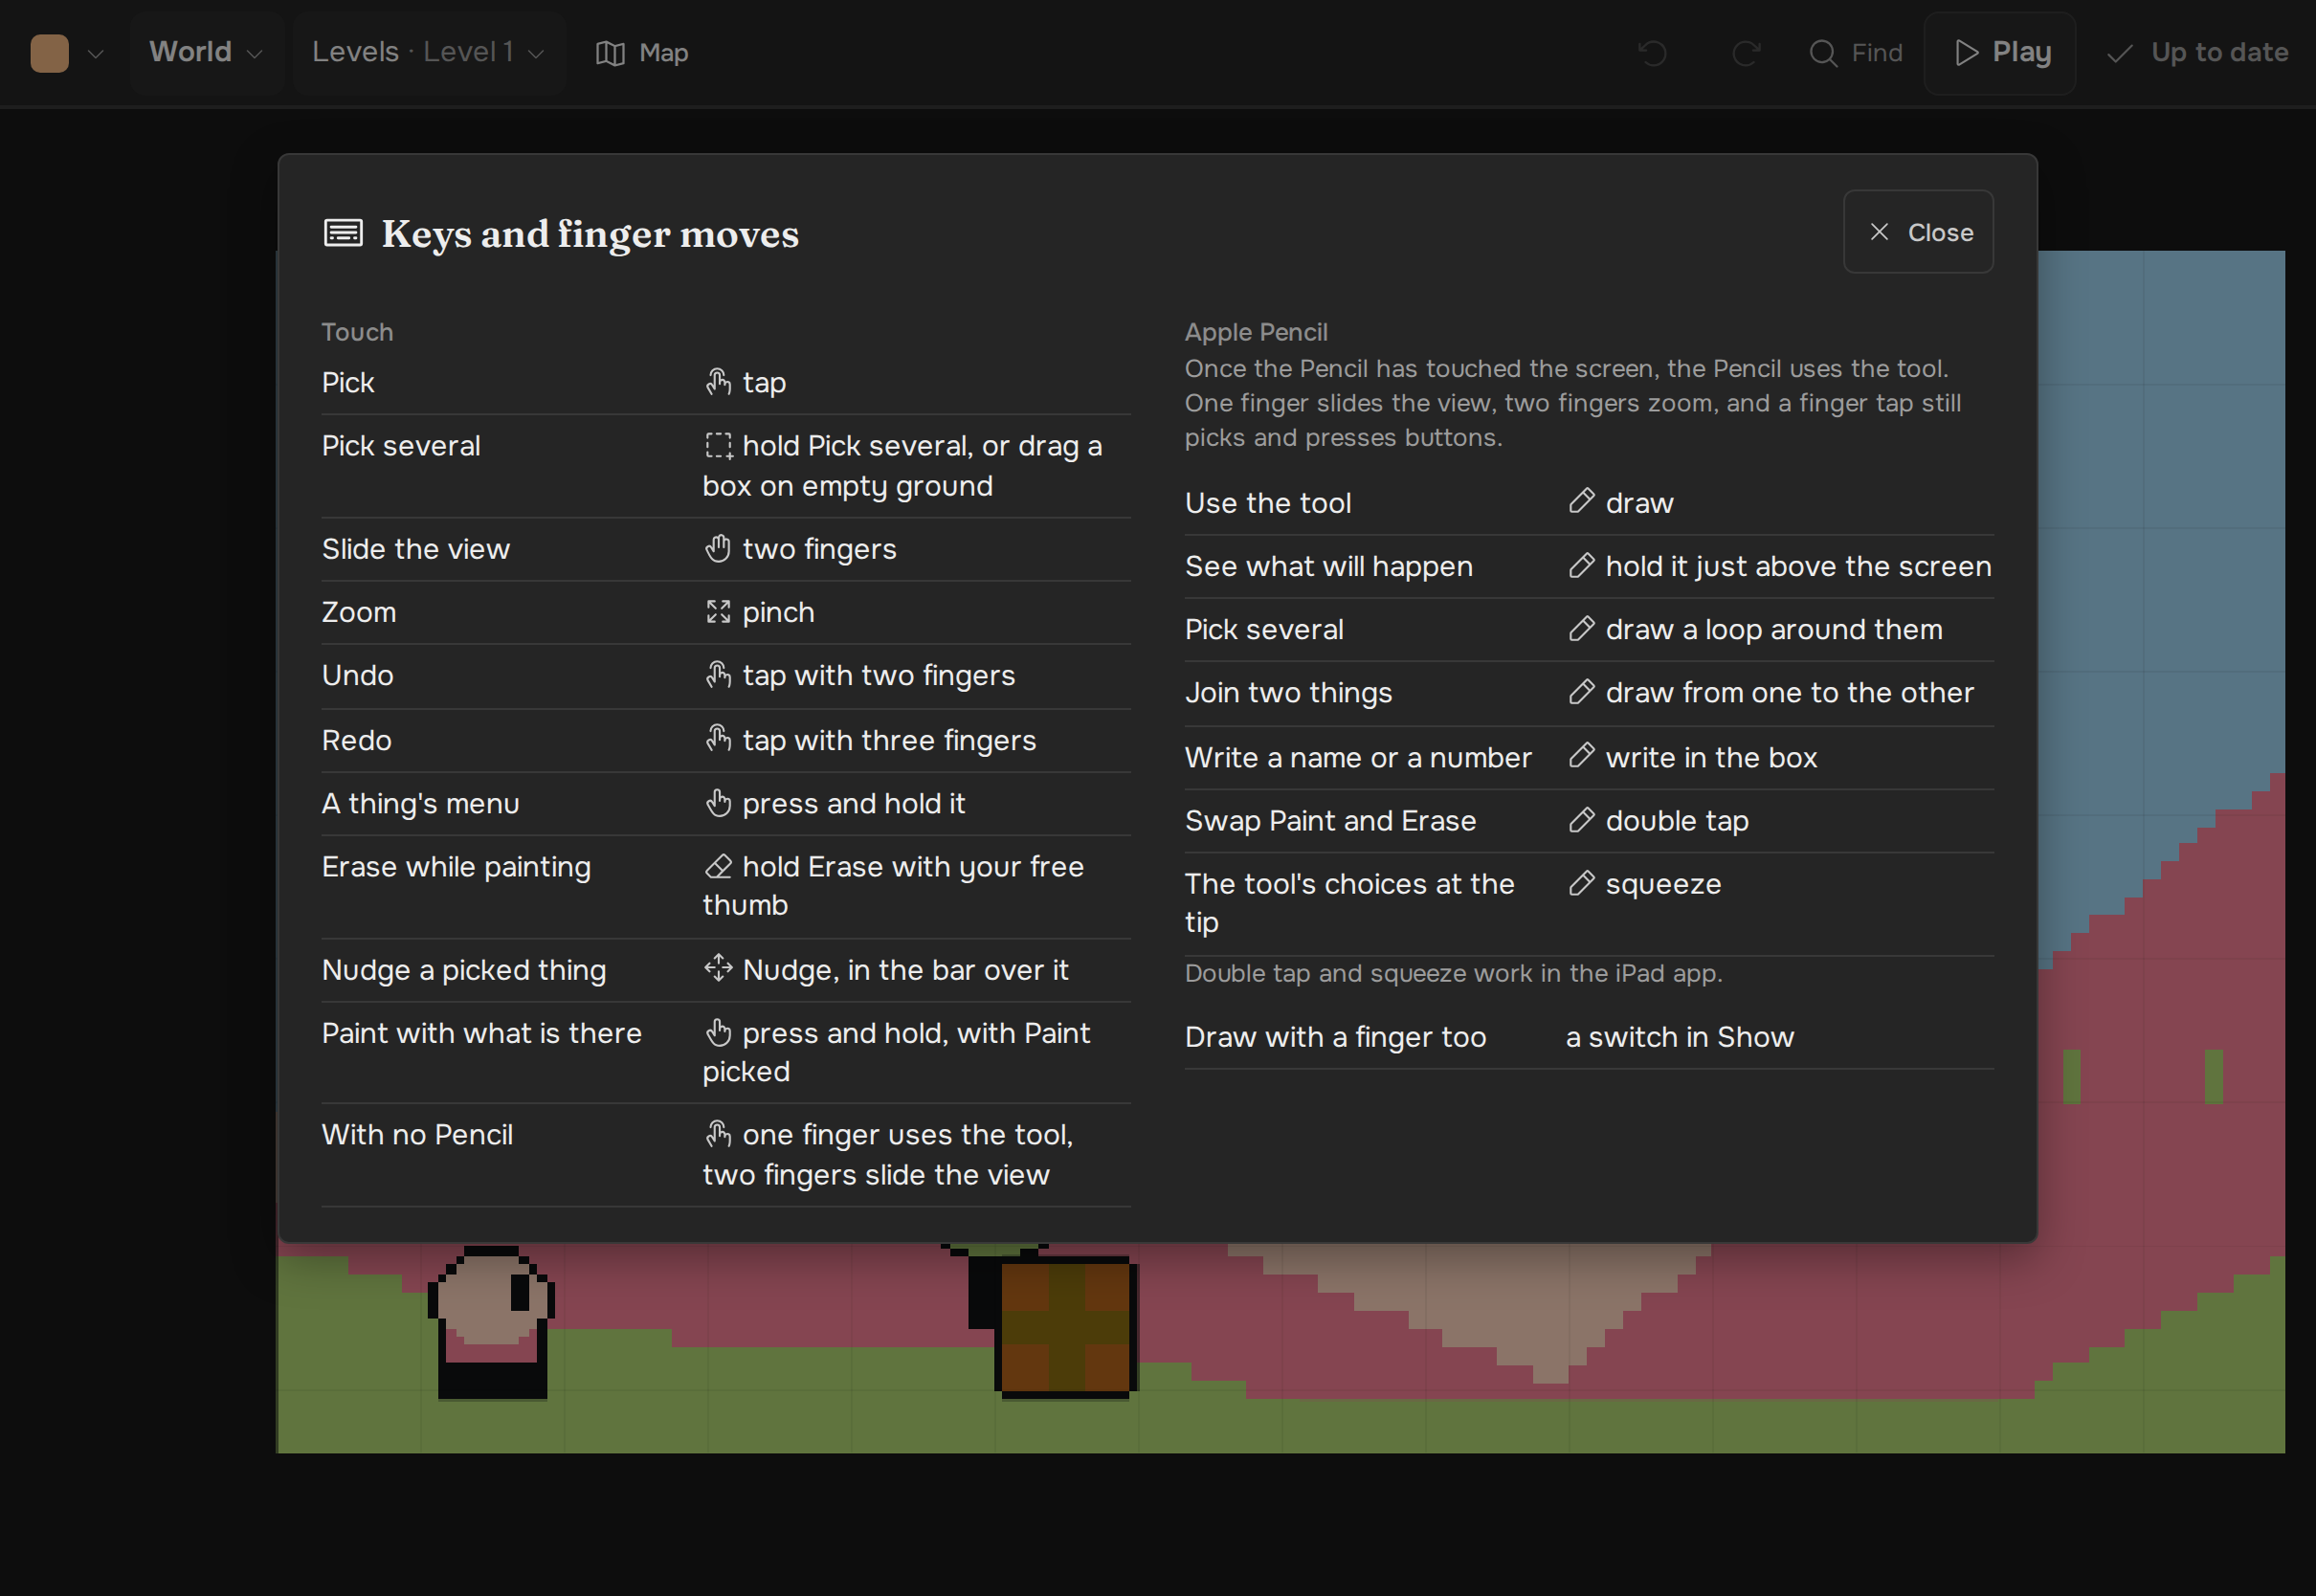 World
Levels · Level 1
Map
Find
Play
Up to date
Keys and finger moves
Close
Touch
Pick
tap
Pick several
hold Pick several, or drag a
box on empty ground
Slide the view
two fingers
Zoom
pinch
Undo
tap with two fingers
Redo
tap with three fingers
A thing's menu
press and hold it
Erase while painting
hold Erase with your free
thumb
Nudge a picked thing
Nudge, in the bar over it
Paint with what is there
press and hold, with Paint
picked
With no Pencil
one finger uses the tool,
two fingers slide the view
Apple Pencil
Once the Pencil has touched the screen, the Pencil uses the tool.
One finger slides the view, two fingers zoom, and a finger tap still
picks and presses buttons.
Use the tool
draw
See what will happen
hold it just above the screen
Pick several
draw a loop around them
Join two things
draw from one to the other
Write a name or a number
write in the box
Swap Paint and Erase
double tap
The tool's choices at the
tip
squeeze
Double tap and squeeze work in the iPad app.
Draw with a finger too
a switch in Show